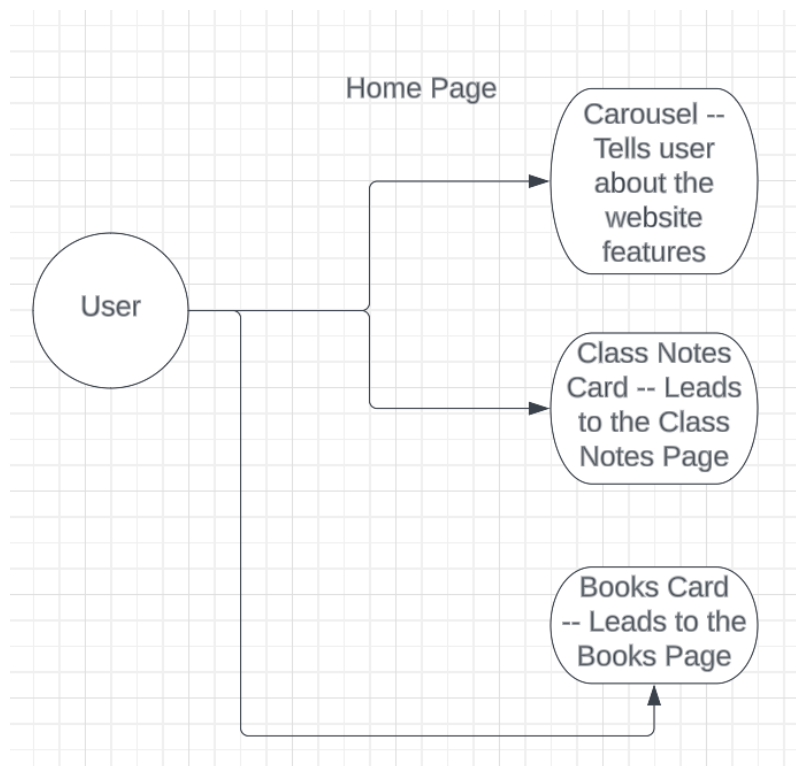 Home Page
Carousel --
Tells user
about the
website
features
User
Class Notes
Card -- Leads
to the Class
Notes Page
Books Card
-- Leads to the
Books Page